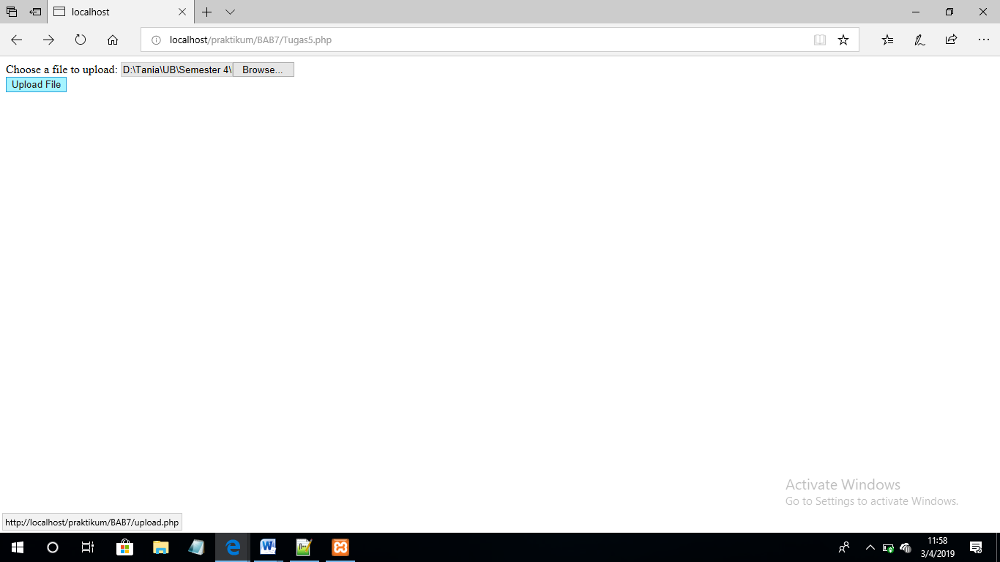 localhost
localhost/praktikum/BAB7/Tugas5.php
Choose a file to upload: D:\Tania\UB\Semester 4\ Browse...
Upload File
Activate Windows
Go to Settings to activate Windows.
http://localhost/praktikum/BAB7/upload.php
11:58
3/4/2019